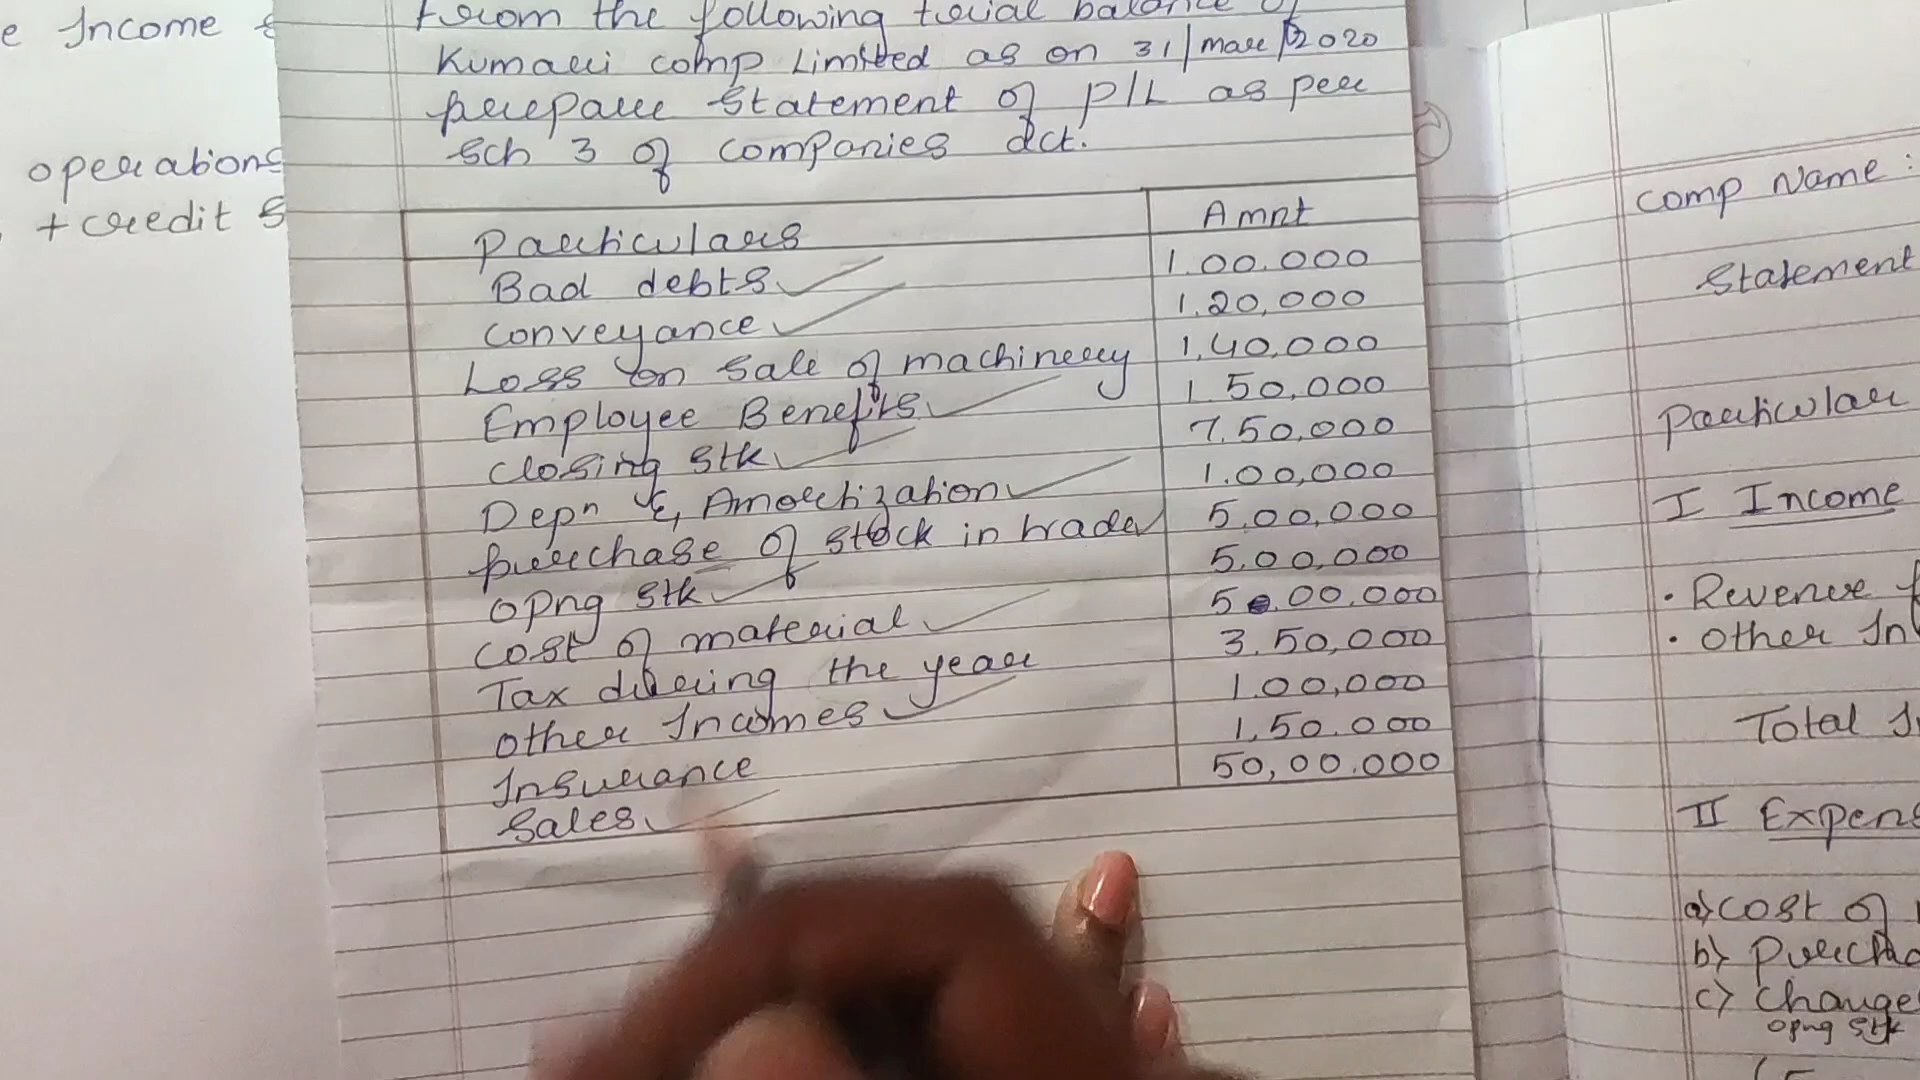 e Income &
operations
+ credit S
From the following trial balance of
Kumari comp Limited as on 31/mar/2020
prepare statement of P/L as per
Sch 3 of companies Act.
Particulars Amnt
Bad debts 1.00.000
Conveyance 1.20,000
Loss on Sale of machinery 1,40,000
Employee Benefits 1 50,000
Closing Stk 7.50,000
Depn & Amortization 1.00,000
purchase of stock in trade 5,00,000
opng Stk 5,00,000
cost of material 5,00,000
Tax during the year 3,50,000
other Incomes 1.00,000
Insurance 1,50.000
Sales 50,00.000
comp Name :
Statement
Particular
I Income
• Revenue f
• other In
Total I
II Expens
a) cost of
b) Purcha
c) change
opng stk